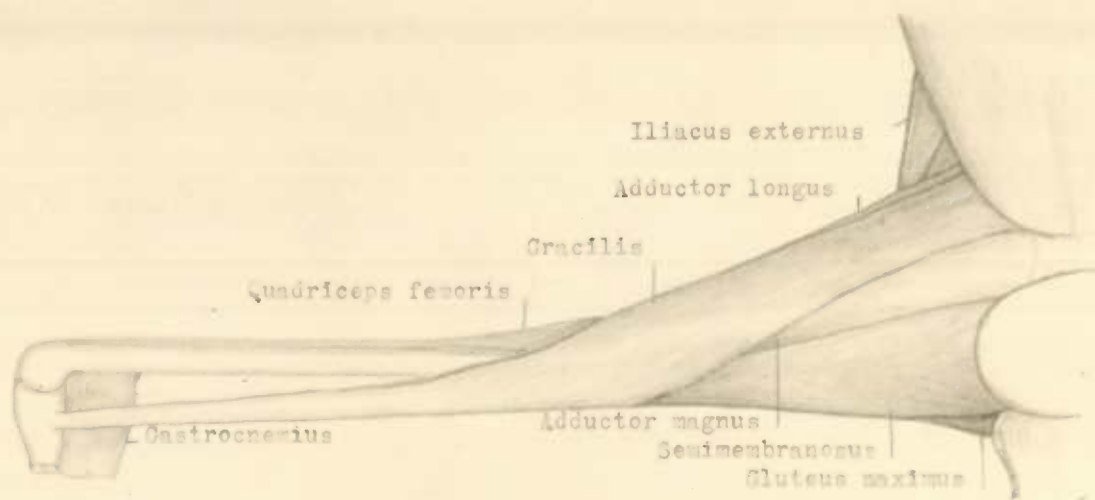 Iliacus externus
Adductor longus
Gracilis
Quadriceps femoris
Adductor magnus
Gastrocnemius
Semimembranosus
Gluteus maximus